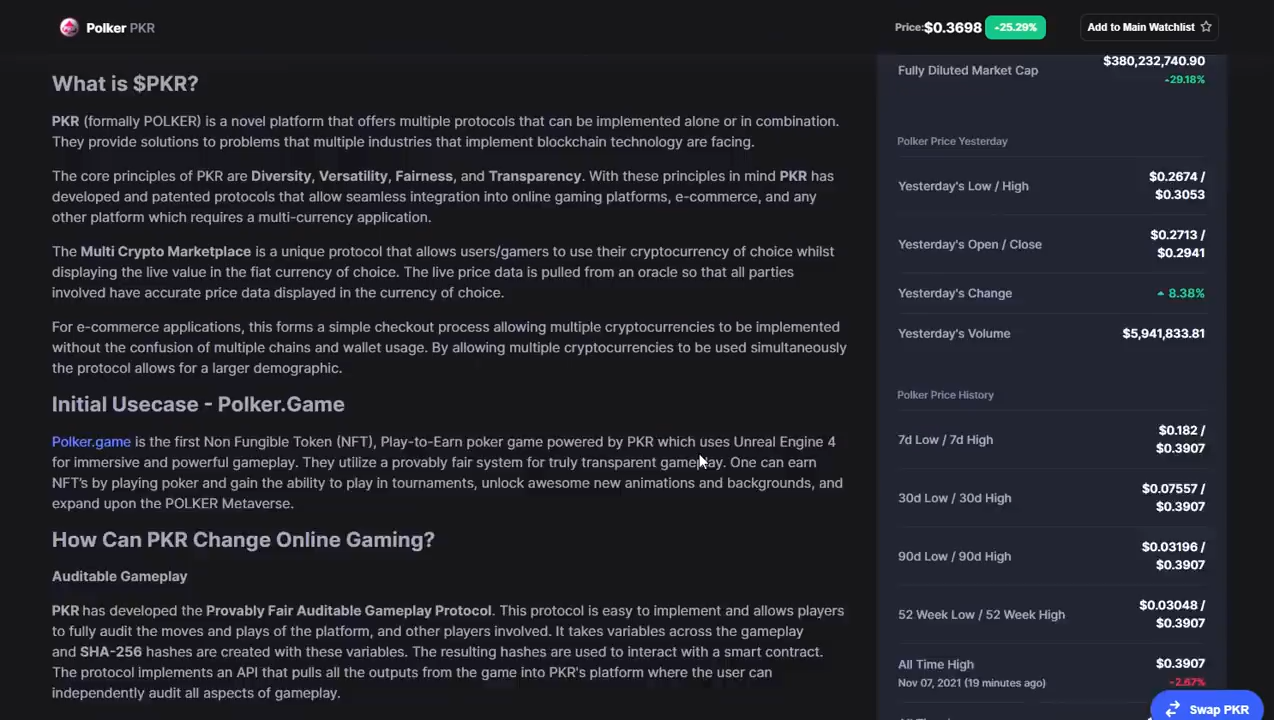 Polker PKR
Price: $0.3698 -25.29%
Add to Main Watchlist
What is $PKR?
PKR (formally POLKER) is a novel platform that offers multiple protocols that can be implemented alone or in combination.
They provide solutions to problems that multiple industries that implement blockchain technology are facing.
The core principles of PKR are Diversity, Versatility, Fairness, and Transparency. With these principles in mind PKR has
developed and patented protocols that allow seamless integration into online gaming platforms, e-commerce, and any
other platform which requires a multi-currency application.
The Multi Crypto Marketplace is a unique protocol that allows users/gamers to use their cryptocurrency of choice whilst
displaying the live value in the fiat currency of choice. The live price data is pulled from an oracle so that all parties
involved have accurate price data displayed in the currency of choice.
For e-commerce applications, this forms a simple checkout process allowing multiple cryptocurrencies to be implemented
without the confusion of multiple chains and wallet usage. By allowing multiple cryptocurrencies to be used simultaneously
the protocol allows for a larger demographic.
Initial Usecase - Polker.Game
Polker.game is the first Non Fungible Token (NFT), Play-to-Earn poker game powered by PKR which uses Unreal Engine 4
for immersive and powerful gameplay. They utilize a provably fair system for truly transparent gameplay. One can earn
NFT's by playing poker and gain the ability to play in tournaments, unlock awesome new animations and backgrounds, and
expand upon the POLKER Metaverse.
How Can PKR Change Online Gaming?
Auditable Gameplay
PKR has developed the Provably Fair Auditable Gameplay Protocol. This protocol is easy to implement and allows players
to fully audit the moves and plays of the platform, and other players involved. It takes variables across the gameplay
and SHA-256 hashes are created with these variables. The resulting hashes are used to interact with a smart contract.
The protocol implements an API that pulls all the outputs from the game into PKR's platform where the user can
independently audit all aspects of gameplay.
Fully Diluted Market Cap
$380,232,740.90
29.18%
Polker Price Yesterday
Yesterday's Low / High
$0.2674 /
$0.3053
Yesterday's Open / Close
$0.2713 /
$0.2941
Yesterday's Change
8.38%
Yesterday's Volume
$5,941,833.81
Polker Price History
7d Low / 7d High
$0.182 /
$0.3907
30d Low / 30d High
$0.07557 /
$0.3907
90d Low / 90d High
$0.03196 /
$0.3907
52 Week Low / 52 Week High
$0.03048 /
$0.3907
All Time High
Nov 07, 2021 (19 minutes ago)
$0.3907
-2.67%
Swap PKR